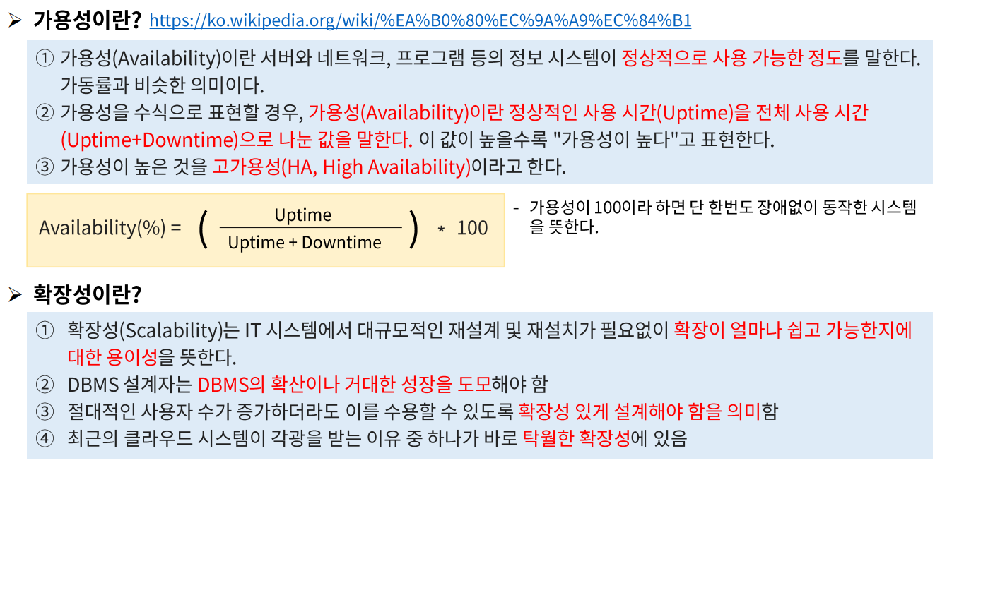 ➢ 가용성이란? https://ko.wikipedia.org/wiki/%EA%B0%80%EC%9A%A9%EC%84%B1
① 가용성(Availability)이란 서버와 네트워크, 프로그램 등의 정보 시스템이 정상적으로 사용 가능한 정도를 말한다.
가동률과 비슷한 의미이다.
② 가용성을 수식으로 표현할 경우, 가용성(Availability)이란 정상적인 사용 시간(Uptime)을 전체 사용 시간
(Uptime+Downtime)으로 나눈 값을 말한다. 이 값이 높을수록 "가용성이 높다"고 표현한다.
③ 가용성이 높은 것을 고가용성(HA, High Availability)이라고 한다.
Availability(%) = ( Uptime
Uptime + Downtime ) * 100
- 가용성이 100이라 하면 단 한번도 장애없이 동작한 시스템
을 뜻한다.
➢ 확장성이란?
① 확장성(Scalability)는 IT 시스템에서 대규모적인 재설계 및 재설치가 필요없이 확장이 얼마나 쉽고 가능한지에
대한 용이성을 뜻한다.
② DBMS 설계자는 DBMS의 확산이나 거대한 성장을 도모해야 함
③ 절대적인 사용자 수가 증가하더라도 이를 수용할 수 있도록 확장성 있게 설계해야 함을 의미함
④ 최근의 클라우드 시스템이 각광을 받는 이유 중 하나가 바로 탁월한 확장성에 있음